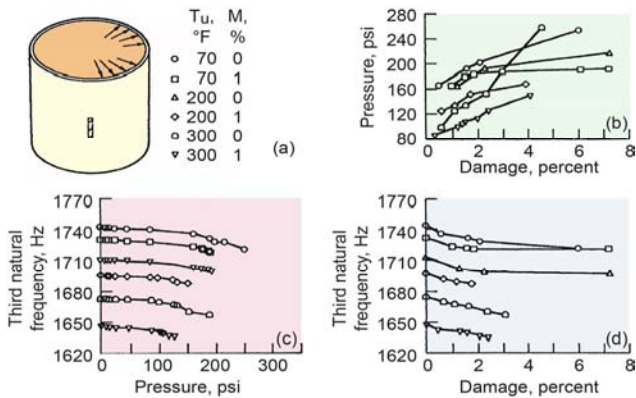 Tu, M,
°F %
70 0
70 1
200 0
200 1
300 0
300 1
(a)
Pressure, psi
280
240
200
160
120
80
0 2 4 6 8
Damage, percent
(b)
Third natural
frequency, Hz
1770
1740
1710
1680
1650
1620
0 100 200 300
Pressure, psi
(c)
Third natural
frequency, Hz
1770
1740
1710
1680
1650
1620
0 2 4 6 8
Damage, percent
(d)